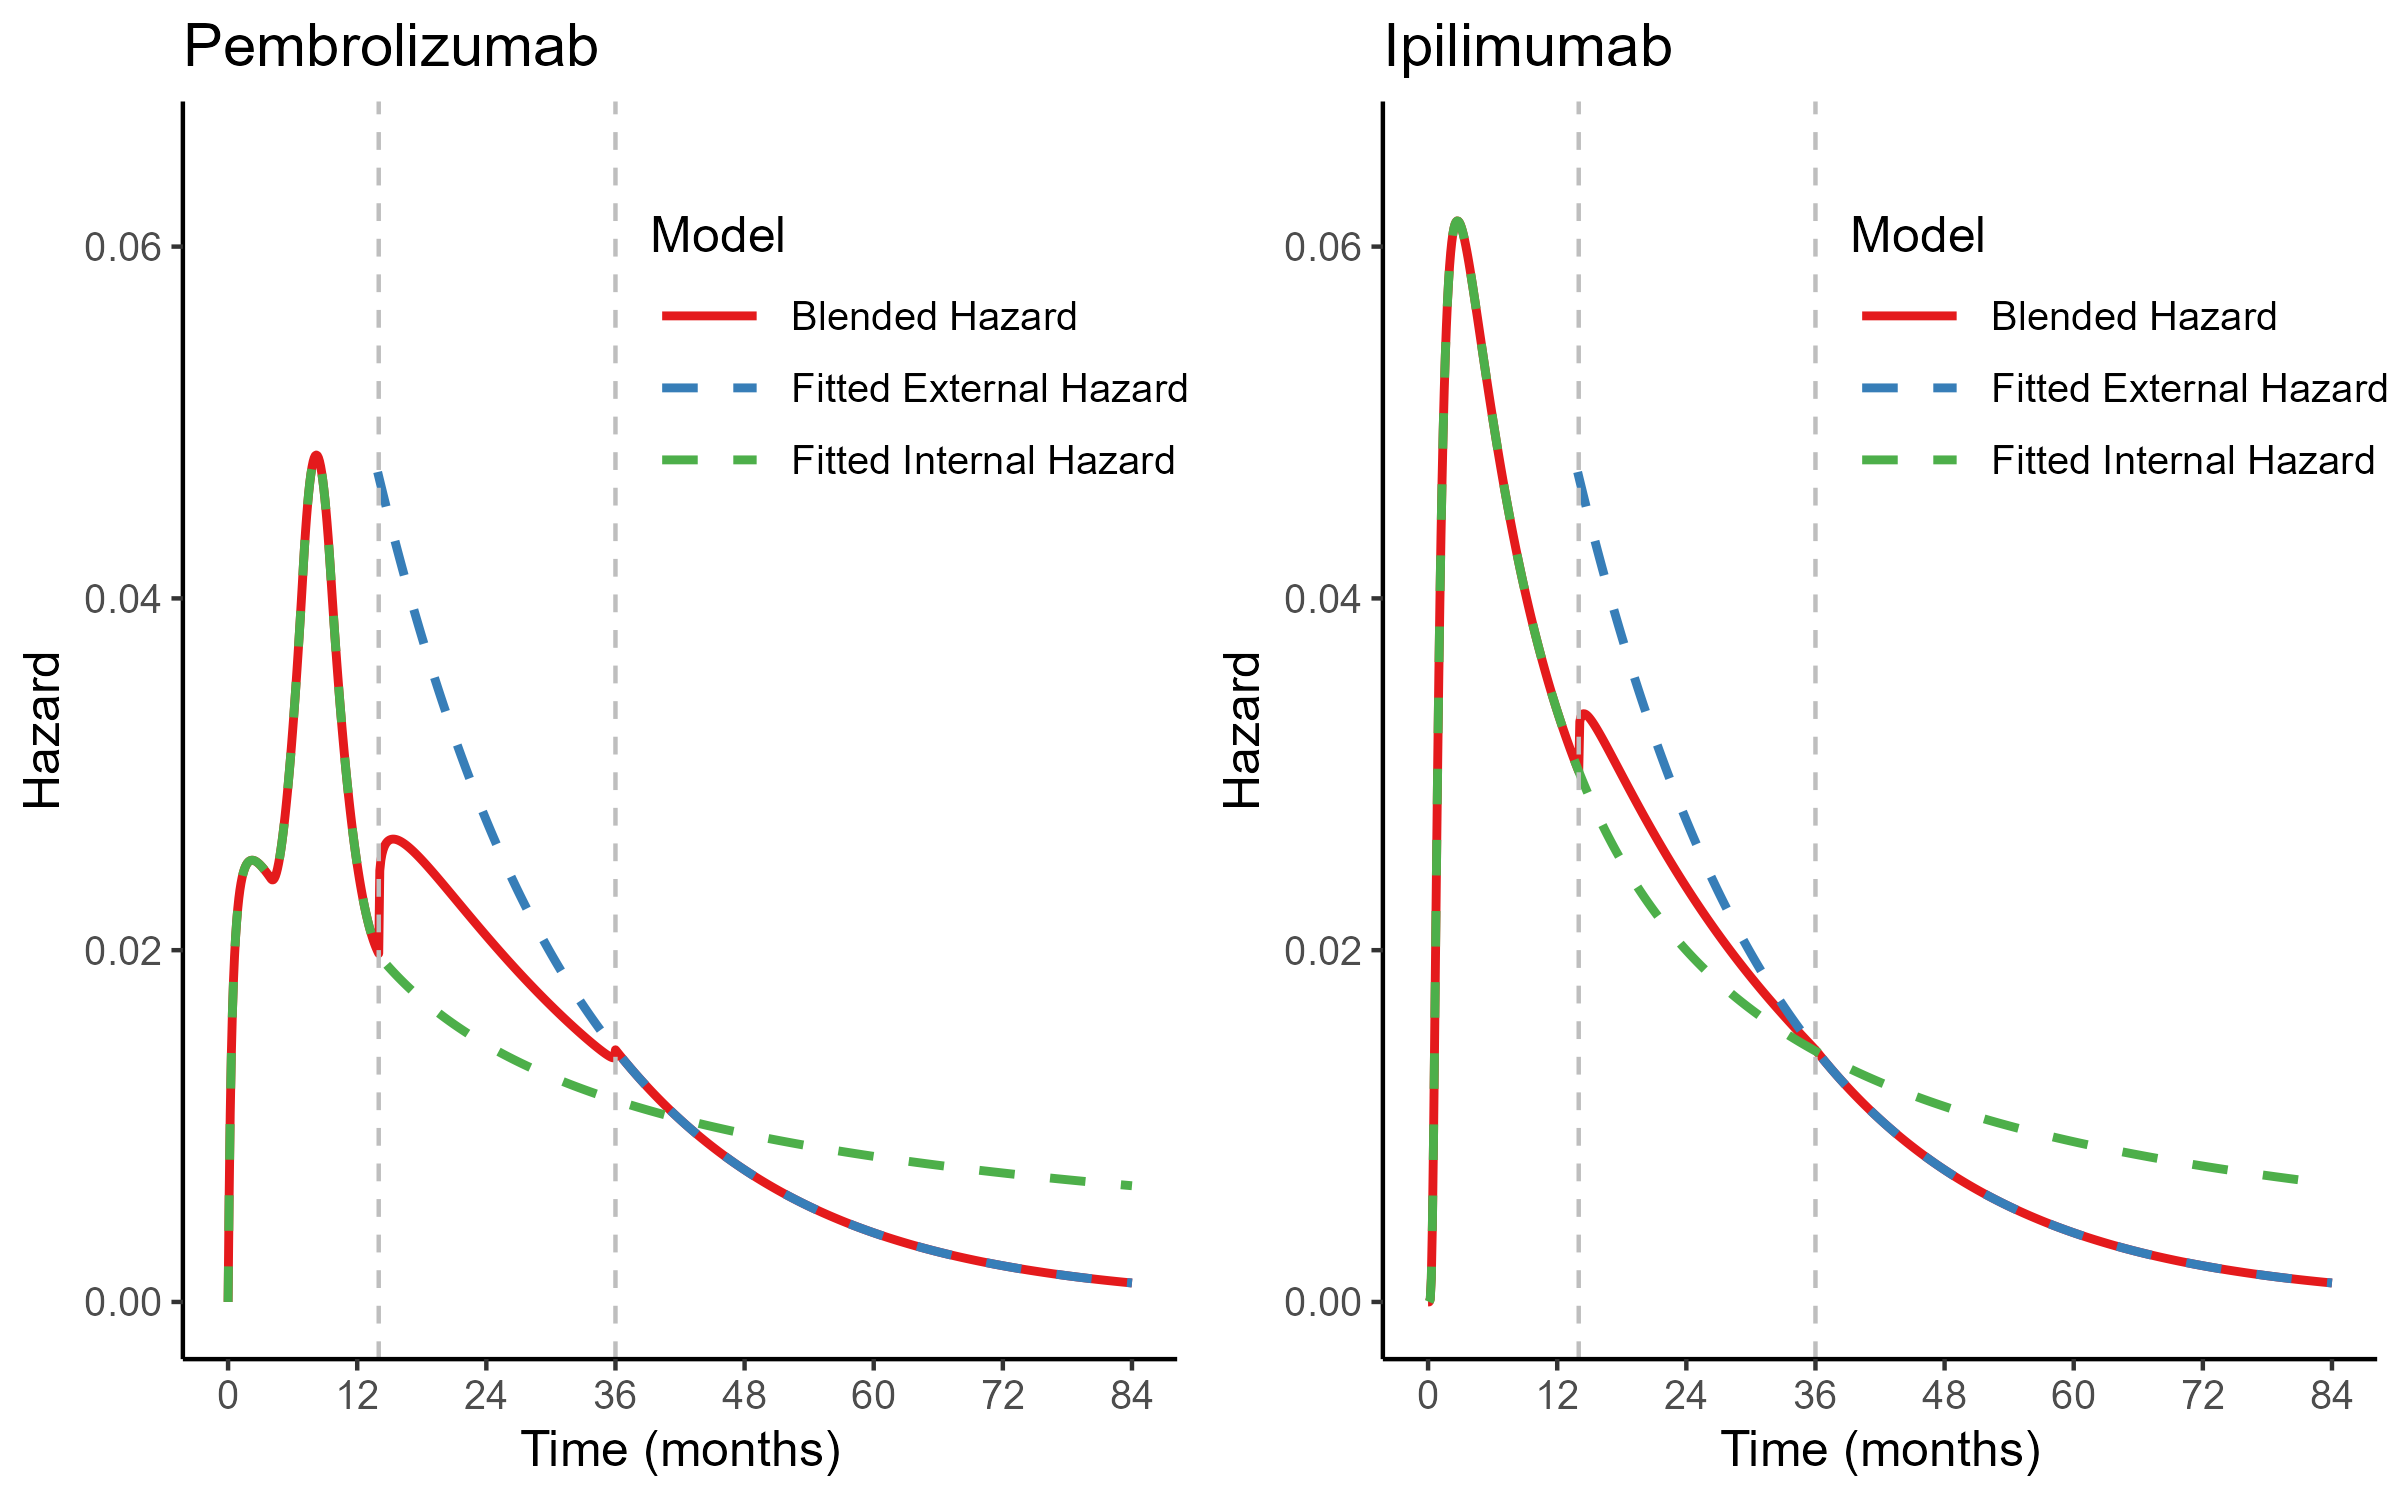 Pembrolizumab
Hazard
0.06
0.04
0.02
0.00
Model
Blended Hazard
Fitted External Hazard
Fitted Internal Hazard
0 12 24 36 48 60 72 84
Time (months)
Ipilimumab
Hazard
0.06
0.04
0.02
0.00
Model
Blended Hazard
Fitted External Hazard
Fitted Internal Hazard
0 12 24 36 48 60 72 84
Time (months)